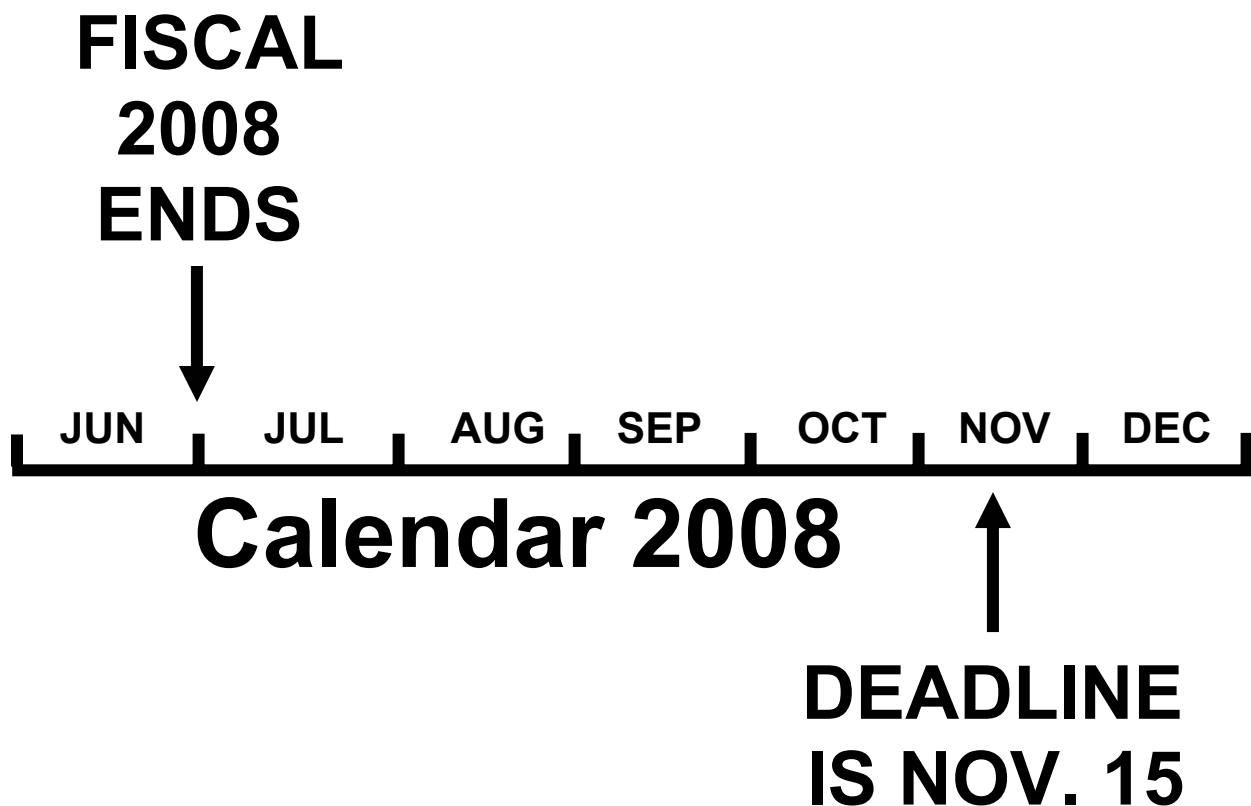 FISCAL
2008
ENDS
JUN JUL AUG SEP OCT NOV DEC
Calendar 2008
DEADLINE
IS NOV. 15